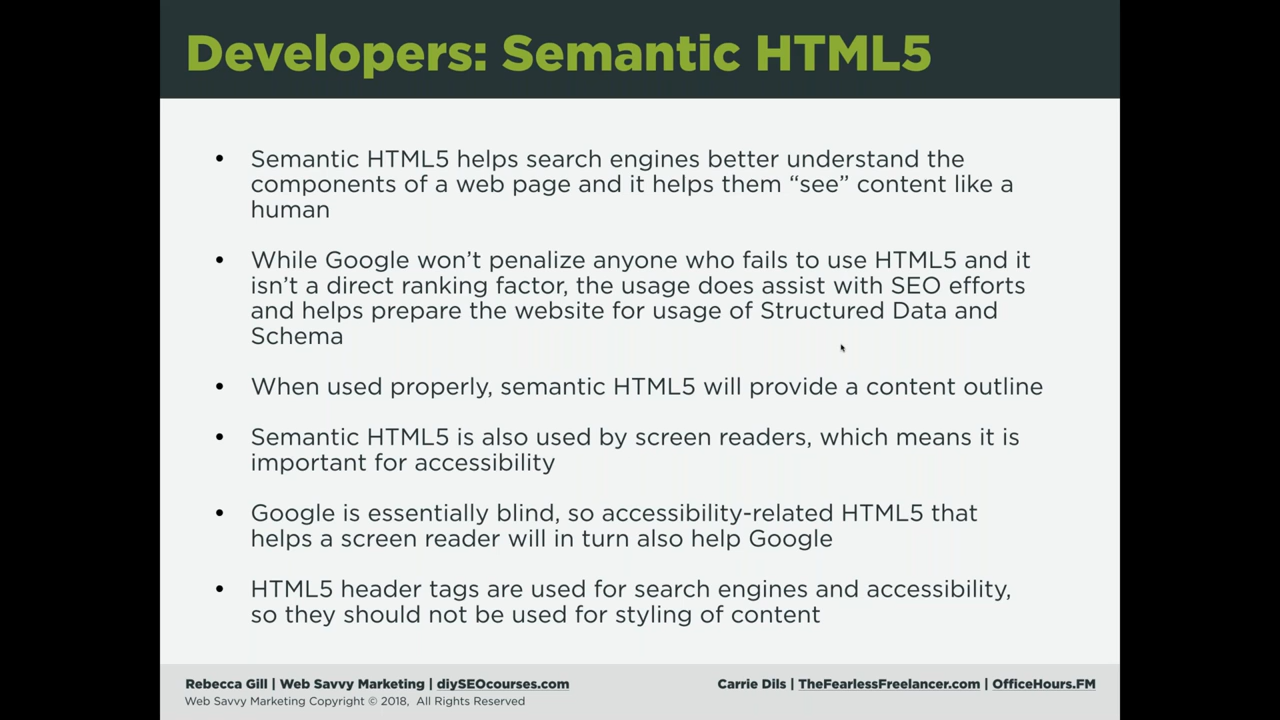 Developers: Semantic HTML5
• Semantic HTML5 helps search engines better understand the
components of a web page and it helps them “see” content like a
human
• While Google won’t penalize anyone who fails to use HTML5 and it
isn’t a direct ranking factor, the usage does assist with SEO efforts
and helps prepare the website for usage of Structured Data and
Schema
• When used properly, semantic HTML5 will provide a content outline
• Semantic HTML5 is also used by screen readers, which means it is
important for accessibility
• Google is essentially blind, so accessibility-related HTML5 that
helps a screen reader will in turn also help Google
• HTML5 header tags are used for search engines and accessibility,
so they should not be used for styling of content
Rebecca Gill | Web Savvy Marketing | diySEOcourses.com
Web Savvy Marketing Copyright © 2018, All Rights Reserved
Carrie Dils | TheFearlessFreelancer.com | OfficeHours.FM